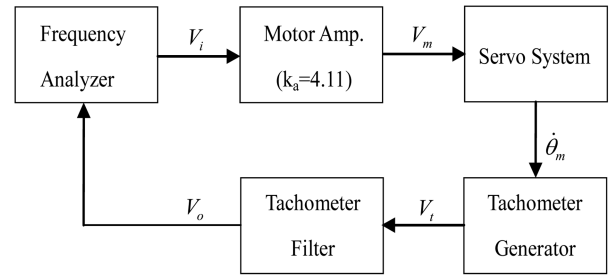 Frequency
Analyzer
V_i
Motor Amp.
(k_a=4.11)
V_m
Servo System
θ̇_m
Tachometer
Generator
V_t
Tachometer
Filter
V_o